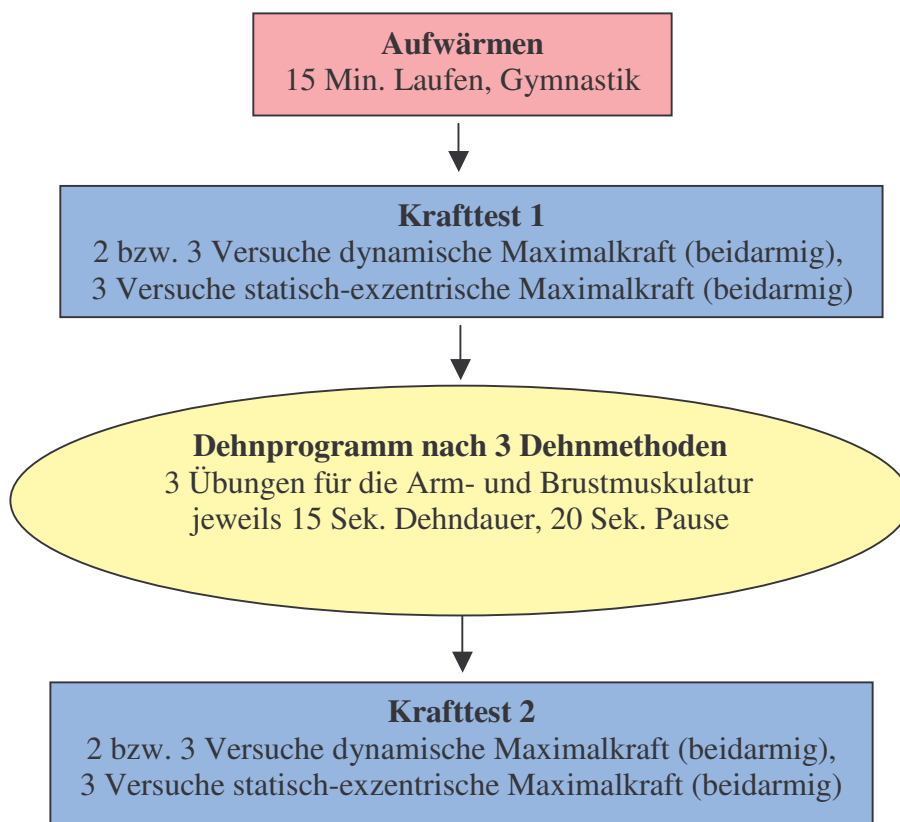 Aufwärmen
15 Min. Laufen, Gymnastik
Krafttest 1
2 bzw. 3 Versuche dynamische Maximalkraft (beidarmig),
3 Versuche statisch-exzentrische Maximalkraft (beidarmig)
Dehnprogramm nach 3 Dehnmethoden
3 Übungen für die Arm- und Brustmuskulatur
jeweils 15 Sek. Dehndauer, 20 Sek. Pause
Krafttest 2
2 bzw. 3 Versuche dynamische Maximalkraft (beidarmig),
3 Versuche statisch-exzentrische Maximalkraft (beidarmig)